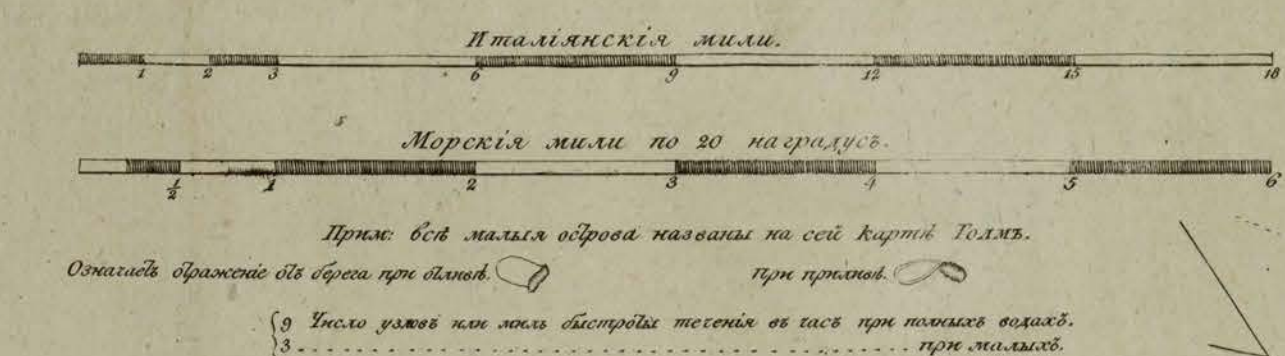 Италіянскія мили.
1 2 3 6 9 12 15 18
Морскія мили по 20 на градусъ.
1/2 1 2 3 4 5 6
Прим: всѣ малыя острова названы на сей картѣ Голмъ.
Означаетъ отражение отъ берега при отливѣ. при приливѣ.
{9 Число узловъ или миль быстроты теченія въ часъ при полныхъ водахъ.
{3 . . . . . . . . . . . . . . . . . . . . . . . . . . . . . . при малыхъ.